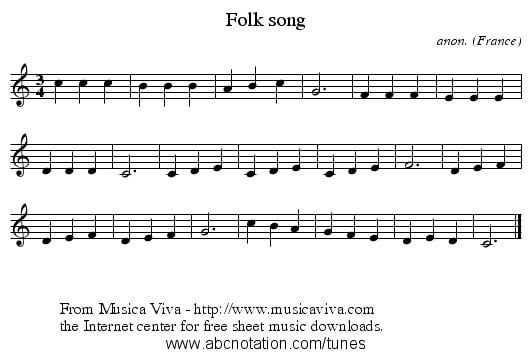 Folk song
anon. (France)
3
4
From Musica Viva - http://www.musicaviva.com
the Internet center for free sheet music downloads.
www.abcnotation.com/tunes